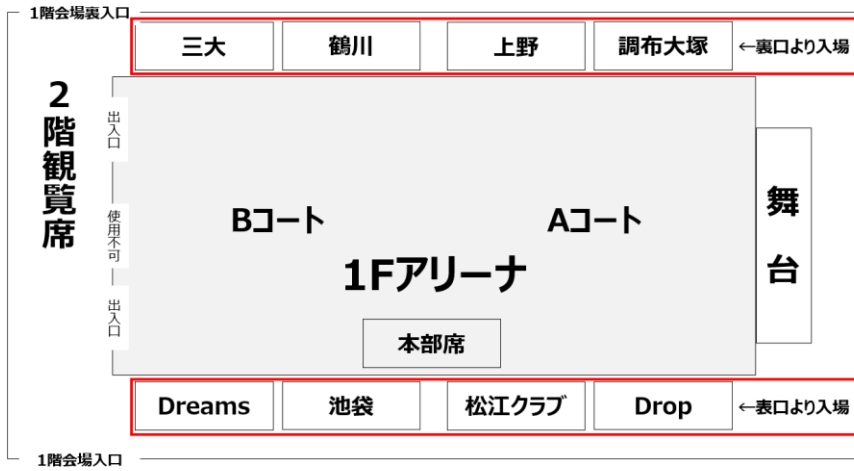 1階会場裏入口
三大
鶴川
上野
調布大塚
←裏口より入場
2階観覧席
出入口
使用不可
出入口
Bコート
Aコート
1Fアリーナ
舞台
本部席
Dreams
池袋
松江クラブ
Drop
←表口より入場
1階会場入口